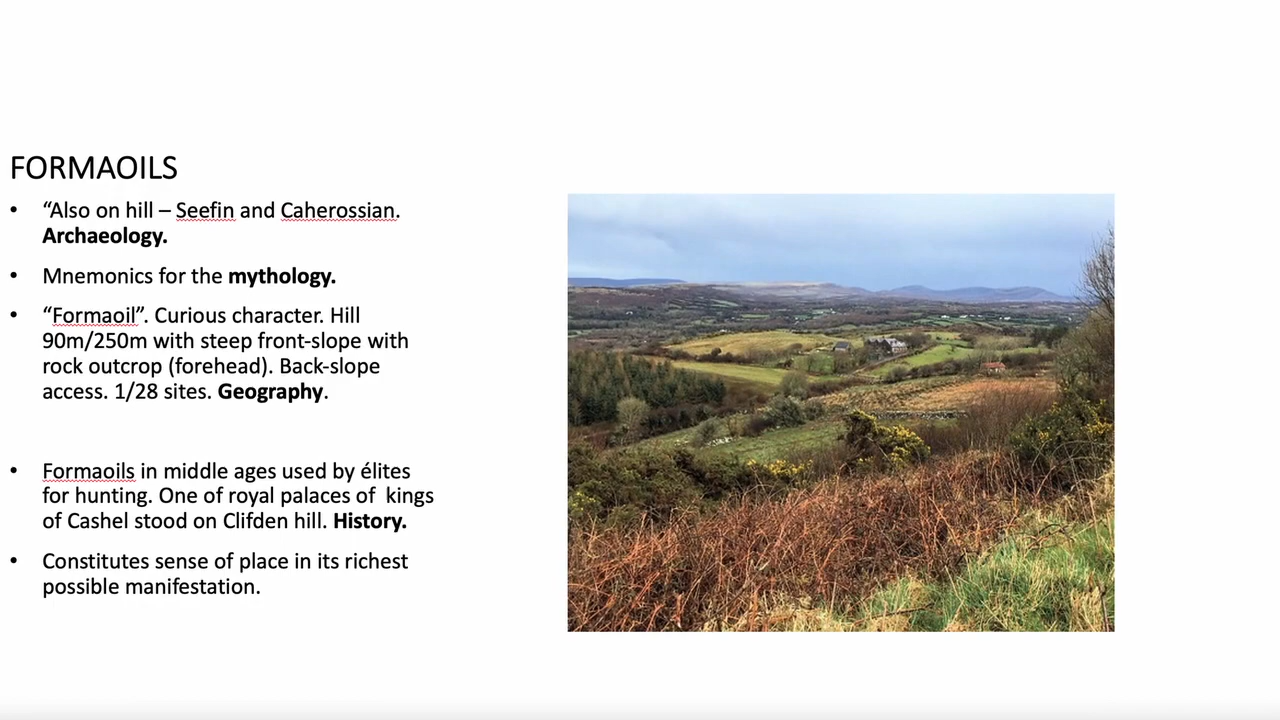 FORMAOILS
• “Also on hill – Seefin and Caherossian.
Archaeology.
• Mnemonics for the mythology.
• “Formaoil”. Curious character. Hill
90m/250m with steep front-slope with
rock outcrop (forehead). Back-slope
access. 1/28 sites. Geography.
• Formaoils in middle ages used by élites
for hunting. One of royal palaces of  kings
of Cashel stood on Clifden hill. History.
• Constitutes sense of place in its richest
possible manifestation.